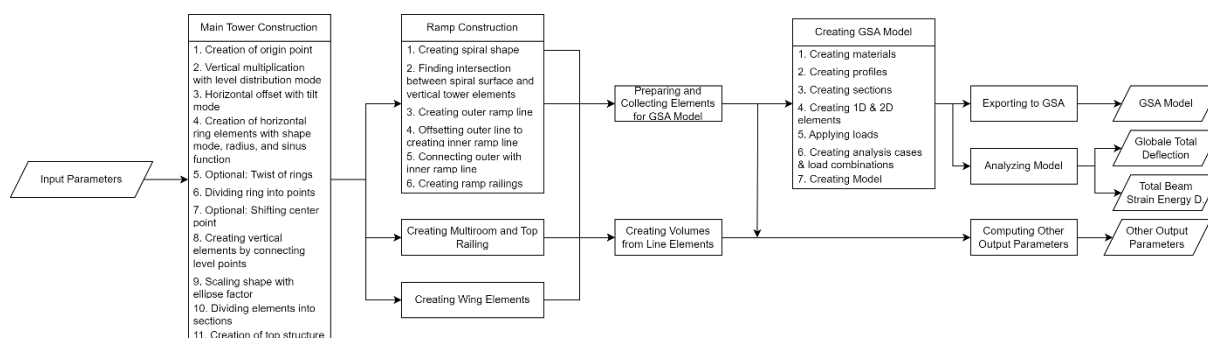 Input Parameters
Main Tower Construction
1. Creation of origin point
2. Vertical multiplication
with level distribution mode
3. Horizontal offset with tilt
mode
4. Creation of horizontal
ring elements with shape
mode, radius, and sinus
function
5. Optional: Twist of rings
6. Dividing ring into points
7. Optional: Shifting center
point
8. Creating vertical
elements by connecting
level points
9. Scaling shape with
ellipse factor
10. Dividing elements into
sections
11. Creation of top structure
Ramp Construction
1. Creating spiral shape
2. Finding intersection
between spiral surface and
vertical tower elements
3. Creating outer ramp line
4. Offsetting outer line to
creating inner ramp line
5. Connecting outer with
inner ramp line
6. Creating ramp railings
Creating Multiroom and Top
Railing
Creating Wing Elements
Preparing and
Collecting Elements
for GSA Model
Creating Volumes
from Line Elements
Creating GSA Model
1. Creating materials
2. Creating profiles
3. Creating sections
4. Creating 1D & 2D
elements
5. Applying loads
6. Creating analysis cases
& load combinations
7. Creating Model
Exporting to GSA
Analyzing Model
Computing Other
Output Parameters
GSA Model
Globale Total
Deflection
Total Beam
Strain Energy D.
Other Output
Parameters